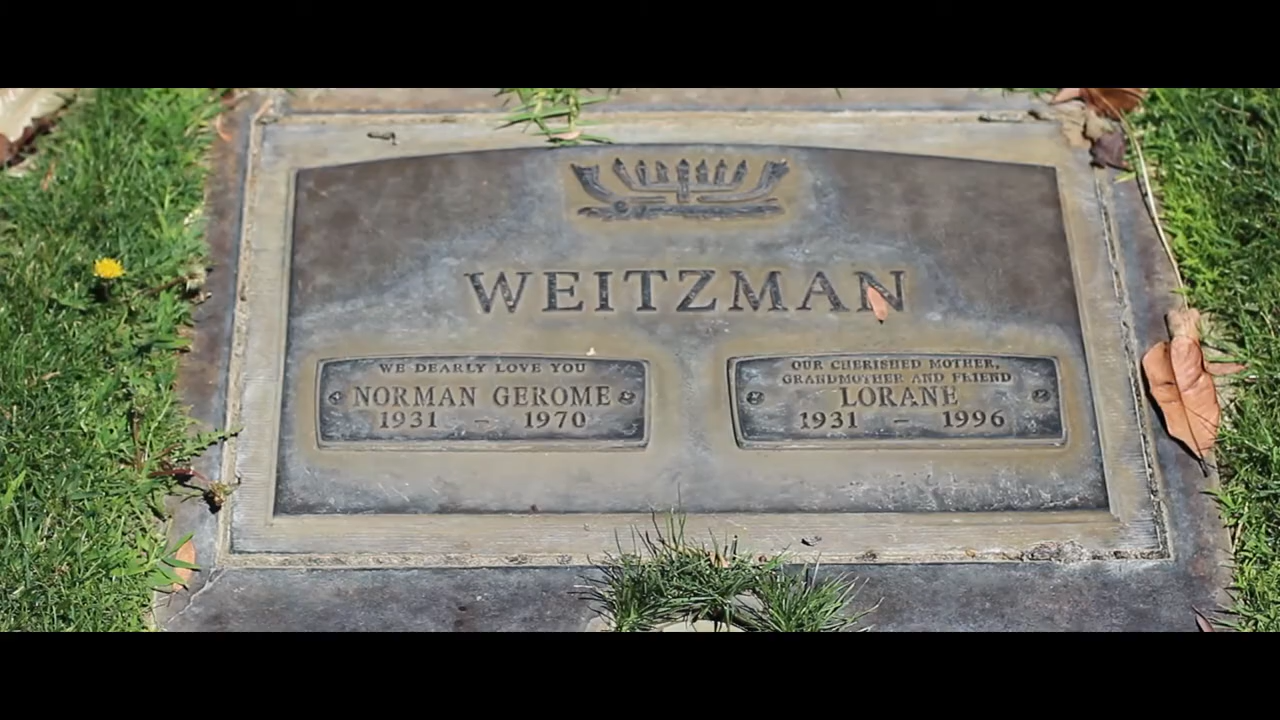 WEITZMAN
WE DEARLY LOVE YOU
NORMAN GEROME
1931 – 1970
OUR CHERISHED MOTHER,
GRANDMOTHER AND FRIEND
LORANE
1931 – 1996